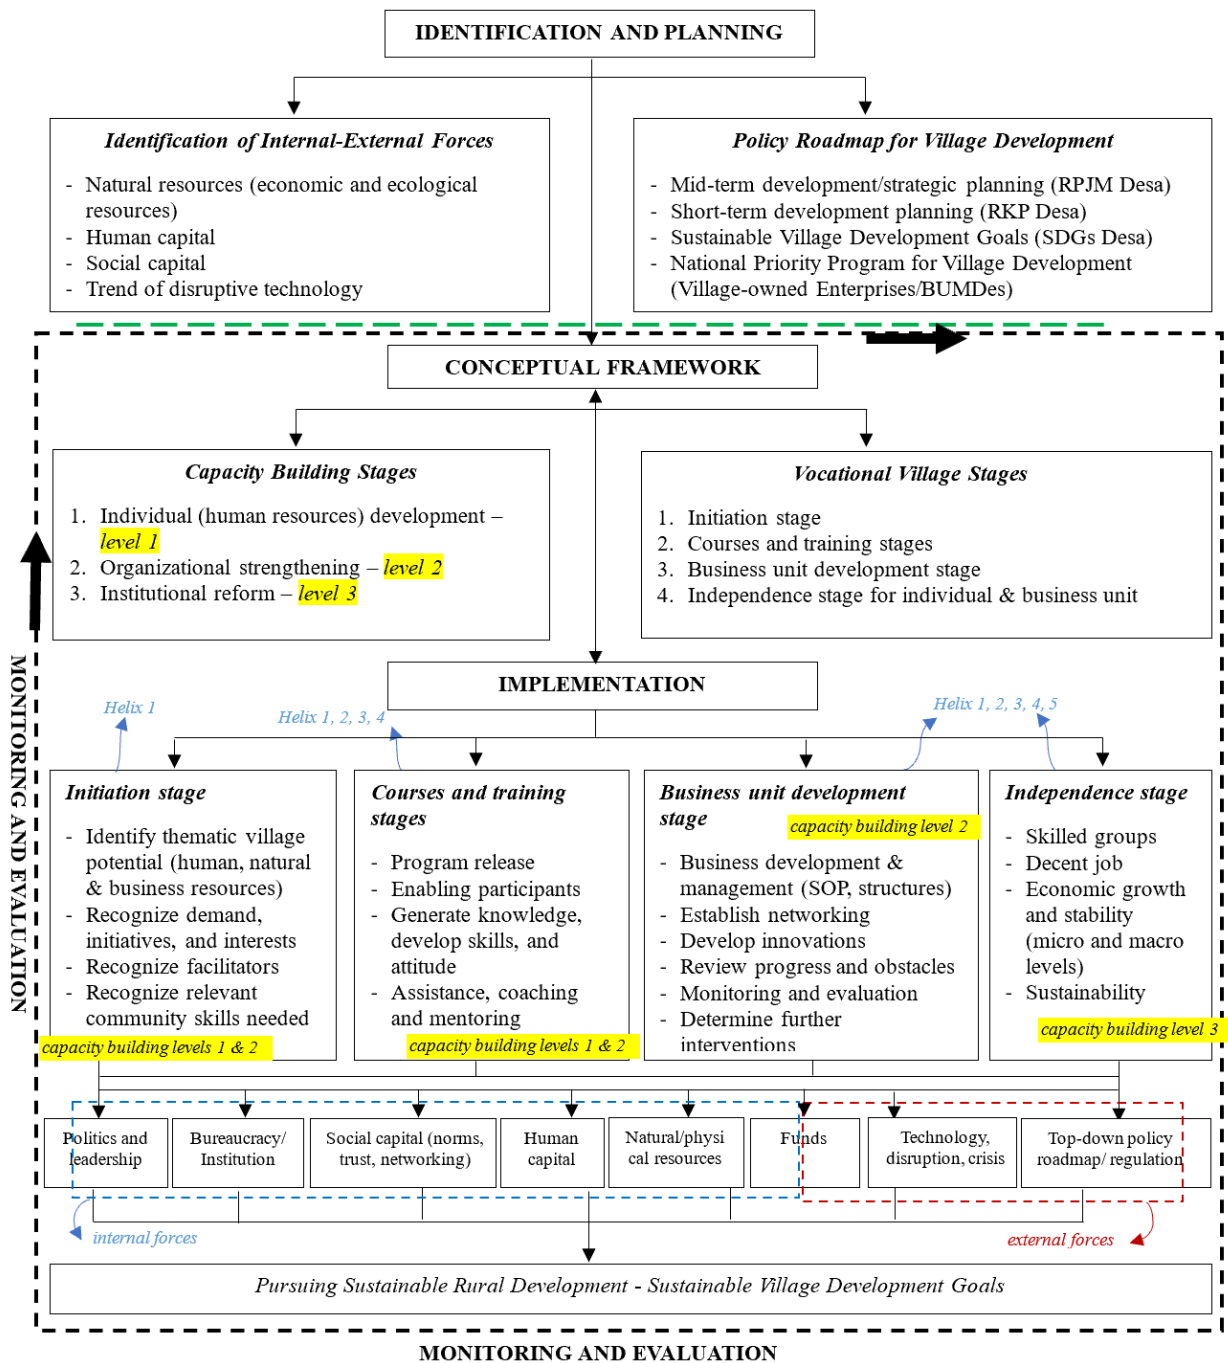 IDENTIFICATION AND PLANNING
Identification of Internal-External Forces
- Natural resources (economic and ecological
resources)
- Human capital
- Social capital
- Trend of disruptive technology
Policy Roadmap for Village Development
- Mid-term development/strategic planning (RPJM Desa)
- Short-term development planning (RKP Desa)
- Sustainable Village Development Goals (SDGs Desa)
- National Priority Program for Village Development
(Village-owned Enterprises/BUMDes)
CONCEPTUAL FRAMEWORK
Capacity Building Stages
1. Individual (human resources) development –
level 1
2. Organizational strengthening – level 2
3. Institutional reform – level 3
Vocational Village Stages
1. Initiation stage
2. Courses and training stages
3. Business unit development stage
4. Independence stage for individual & business unit
MONITORING AND EVALUATION
IMPLEMENTATION
Helix 1
Helix 1, 2, 3, 4
Helix 1, 2, 3, 4, 5
Initiation stage
- Identify thematic village
potential (human, natural
& business resources)
- Recognize demand,
initiatives, and interests
- Recognize facilitators
- Recognize relevant
community skills needed
capacity building levels 1 & 2
Courses and training
stages
- Program release
- Enabling participants
- Generate knowledge,
develop skills, and
attitude
- Assistance, coaching
and mentoring
capacity building levels 1 & 2
Business unit development
stage
capacity building level 2
- Business development &
management (SOP, structures)
- Establish networking
- Develop innovations
- Review progress and obstacles
- Monitoring and evaluation
- Determine further
interventions
Independence stage
- Skilled groups
- Decent job
- Economic growth
and stability
(micro and macro
levels)
- Sustainability
capacity building level 3
Politics and
leadership
Bureaucracy/
Institution
Social capital (norms,
trust, networking)
Human
capital
Natural/physi
cal resources
Funds
Technology,
disruption, crisis
Top-down policy
roadmap/ regulation
internal forces
external forces
Pursuing Sustainable Rural Development - Sustainable Village Development Goals
MONITORING AND EVALUATION